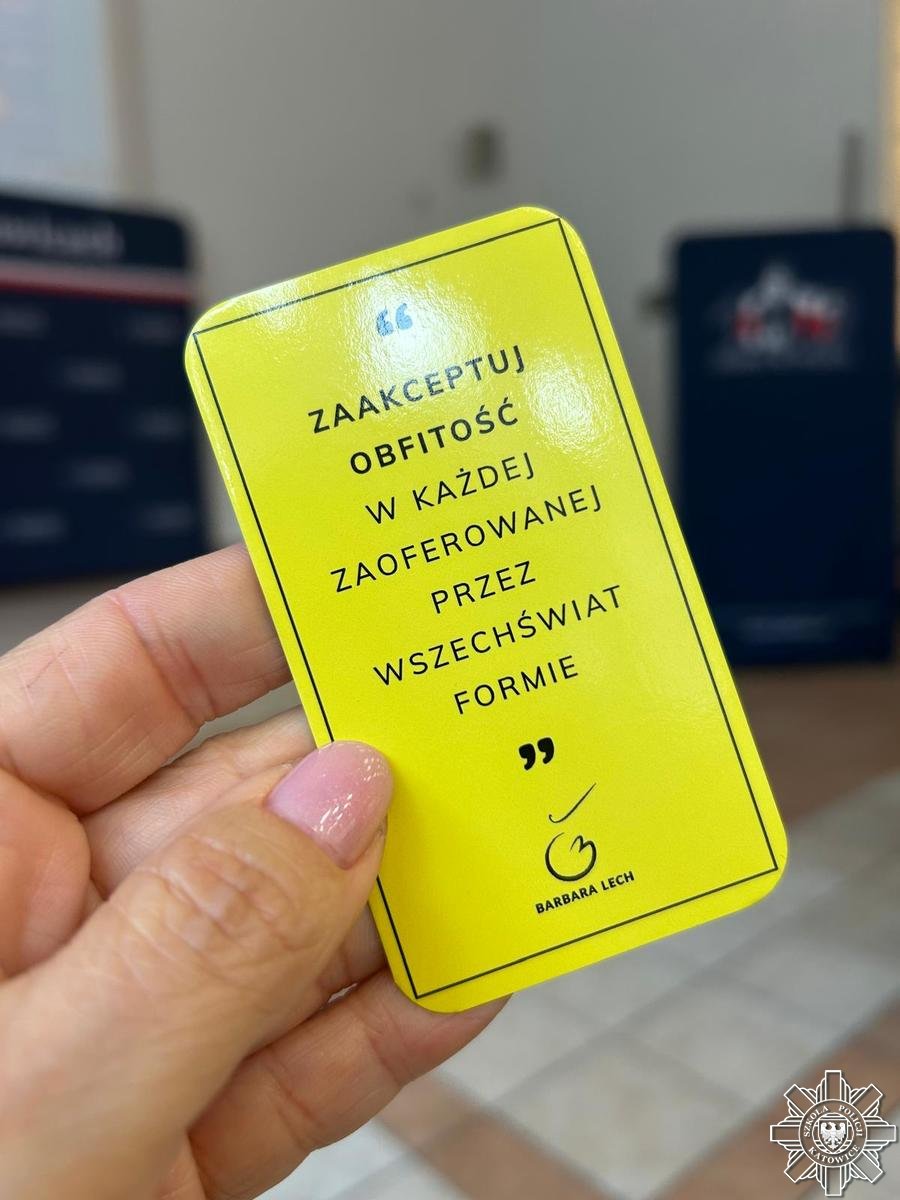 “
ZAAKCEPTUJ
OBFITOŚĆ
W KAŻDEJ
ZAOFEROWANEJ
PRZEZ
WSZECHŚWIAT
FORMIE
”
BARBARA LECH
SZKOŁA POLICJI
KATOWICE